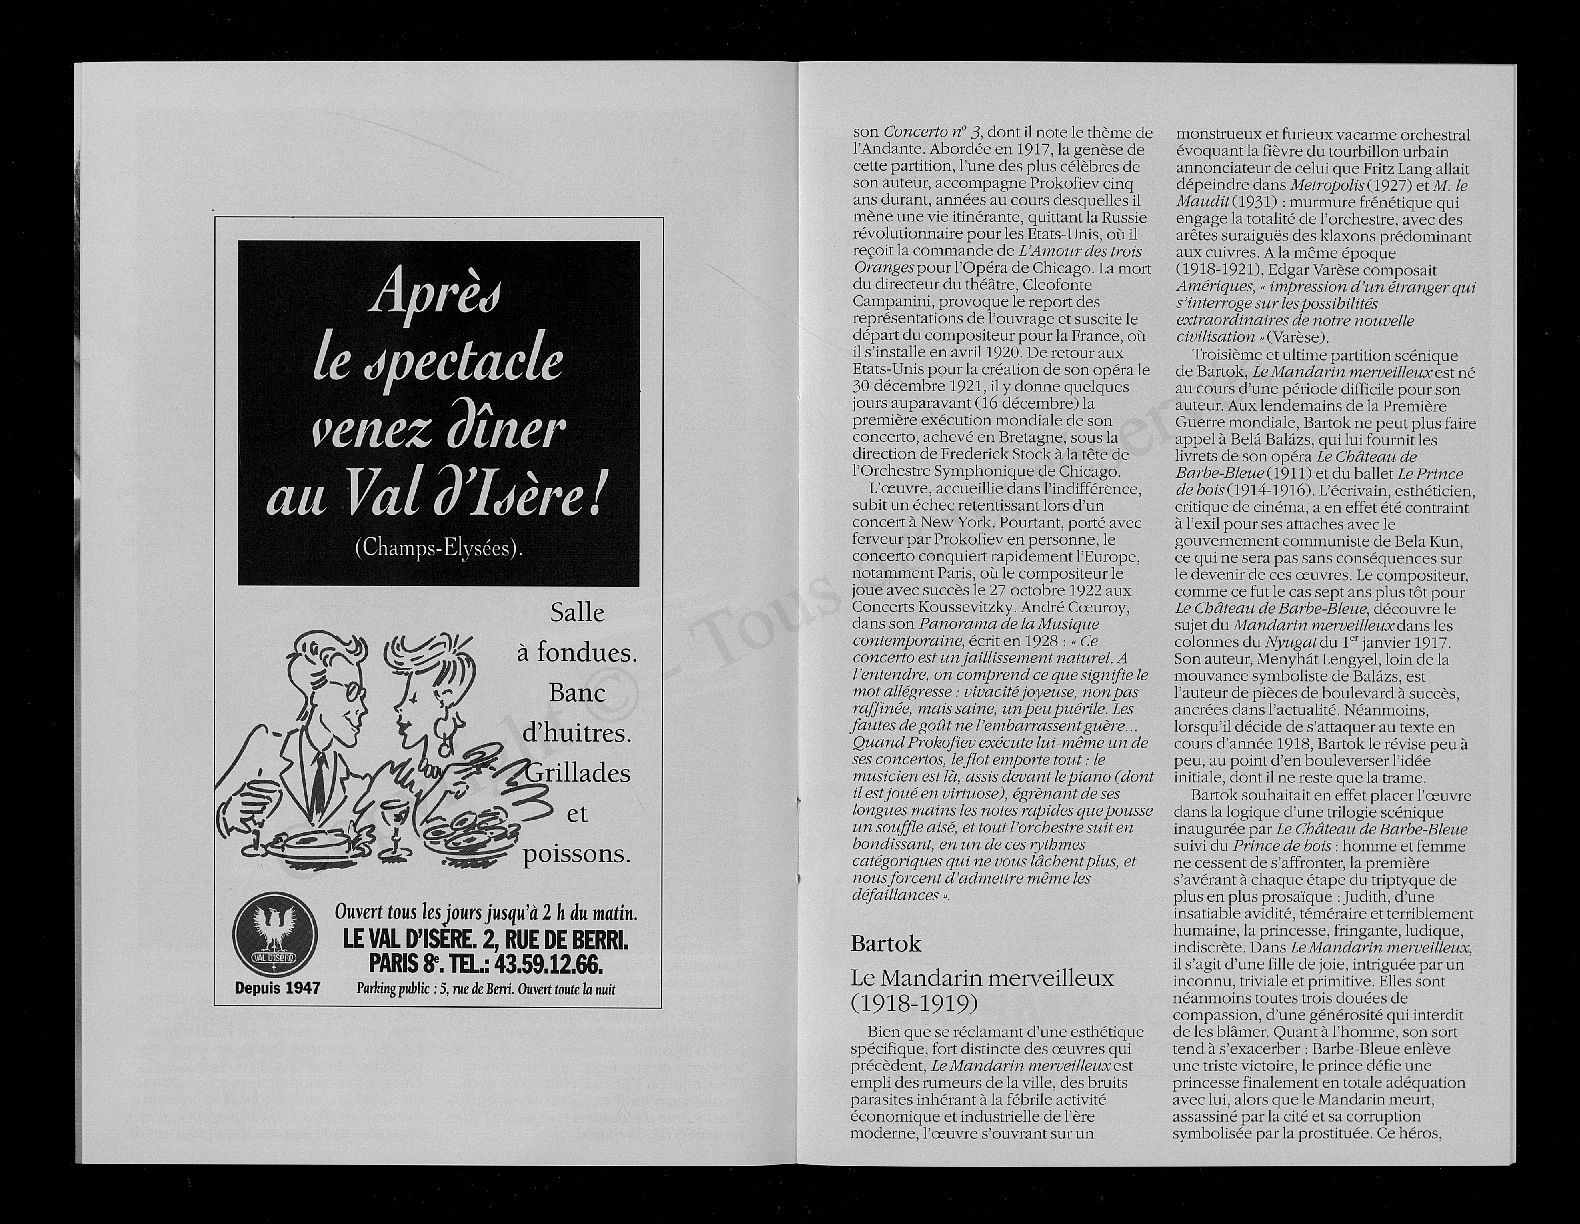 Après
le spectacle
venez dîner
au Val d'Isère !
(Champs-Elysées).
Salle
à fondues.
Banc
d'huitres.
Grillades
et
poissons.
VAL D'ISÈRE
Depuis 1947
Ouvert tous les jours jusqu'à 2 h du matin.
LE VAL D'ISÈRE. 2, RUE DE BERRI.
PARIS 8e. TEL.: 43.59.12.66.
Parking public : 5, rue de Berri. Ouvert toute la nuit
son Concerto n° 3, dont il note le thème de
l'Andante. Abordée en 1917, la genèse de
cette partition, l'une des plus célèbres de
son auteur, accompagne Prokofiev cinq
ans durant, années au cours desquelles il
mène une vie itinérante, quittant la Russie
révolutionnaire pour les Etats-Unis, où il
reçoit la commande de L'Amour des trois
Oranges pour l'Opéra de Chicago. La mort
du directeur du théâtre, Cleofonte
Campanini, provoque le report des
représentations de l'ouvrage et suscite le
départ du compositeur pour la France, où
il s'installe en avril 1920. De retour aux
Etats-Unis pour la création de son opéra le
30 décembre 1921, il y donne quelques
jours auparavant (16 décembre) la
première exécution mondiale de son
concerto, achevé en Bretagne, sous la
direction de Frederick Stock à la tête de
l'Orchestre Symphonique de Chicago.
L'œuvre, accueillie dans l'indifférence,
subit un échec retentissant lors d'un
concert à New York. Pourtant, porté avec
ferveur par Prokofiev en personne, le
concerto conquiert rapidement l'Europe,
notamment Paris, où le compositeur le
joue avec succès le 27 octobre 1922 aux
Concerts Koussevitzky. André Cœuroy,
dans son Panorama de la Musique
contemporaine, écrit en 1928 : « Ce
concerto est un jaillissement naturel. A
l'entendre, on comprend ce que signifie le
mot allégresse : vivacité joyeuse, non pas
raffinée, mais saine, un peu puérile. Les
fautes de goût ne l'embarrassent guère...
Quand Prokofiev exécute lui-même un de
ses concertos, le flot emporte tout : le
musicien est là, assis devant le piano (dont
il est joué en virtuose), égrènant de ses
longues mains les notes rapides que pousse
un souffle aisé, et tout l'orchestre suit en
bondissant, en un de ces rythmes
catégoriques qui ne vous lâchent plus, et
nous forcent d'admettre même les
défaillances ».
Bartok
Le Mandarin merveilleux
(1918-1919)
Bien que se réclamant d'une esthétique
spécifique, fort distincte des œuvres qui
précèdent, Le Mandarin merveilleux est
empli des rumeurs de la ville, des bruits
parasites inhérant à la fébrile activité
économique et industrielle de l'ère
moderne, l'œuvre s'ouvrant sur un
monstrueux et furieux vacarme orchestral
évoquant la fièvre du tourbillon urbain
annonciateur de celui que Fritz Lang allait
dépeindre dans Metropolis (1927) et M. le
Maudit (1931) : murmure frénétique qui
engage la totalité de l'orchestre, avec des
arêtes suraiguës des klaxons prédominant
aux cuivres. A la même époque
(1918-1921), Edgar Varèse composait
Amériques, « impression d'un étranger qui
s'interroge sur les possibilités
extraordinaires de notre nouvelle
civilisation » (Varèse).
Troisième et ultime partition scénique
de Bartok, Le Mandarin merveilleux est né
au cours d'une période difficile pour son
auteur. Aux lendemains de la Première
Guerre mondiale, Bartok ne peut plus faire
appel à Belá Balázs, qui lui fournit les
livrets de son opéra Le Château de
Barbe-Bleue (1911) et du ballet Le Prince
de bois (1914-1916). L'écrivain, esthéticien,
critique de cinéma, a en effet été contraint
à l'exil pour ses attaches avec le
gouvernement communiste de Bela Kun,
ce qui ne sera pas sans conséquences sur
le devenir de ces œuvres. Le compositeur,
comme ce fut le cas sept ans plus tôt pour
Le Château de Barbe-Bleue, découvre le
sujet du Mandarin merveilleux dans les
colonnes du Nyugat du 1er janvier 1917.
Son auteur, Menyhát Lengyel, loin de la
mouvance symboliste de Balázs, est
l'auteur de pièces de boulevard à succès,
ancrées dans l'actualité. Néanmoins,
lorsqu'il décide de s'attaquer au texte en
cours d'année 1918, Bartok le révise peu à
peu, au point d'en bouleverser l'idée
initiale, dont il ne reste que la trame.
Bartok souhaitait en effet placer l'œuvre
dans la logique d'une trilogie scénique
inaugurée par Le Château de Barbe-Bleue
suivi du Prince de bois : homme et femme
ne cessent de s'affronter, la première
s'avérant à chaque étape du triptyque de
plus en plus prosaïque : Judith, d'une
insatiable avidité, téméraire et terriblement
humaine, la princesse, fringante, ludique,
indiscrète. Dans Le Mandarin merveilleux,
il s'agit d'une fille de joie, intriguée par un
inconnu, triviale et primitive. Elles sont
néanmoins toutes trois douées de
compassion, d'une générosité qui interdit
de les blâmer. Quant à l'homme, son sort
tend à s'exacerber : Barbe-Bleue enlève
une triste victoire, le prince défie une
princesse finalement en totale adéquation
avec lui, alors que le Mandarin meurt,
assassiné par la cité et sa corruption
symbolisée par la prostituée. Ce héros,
© - Tous